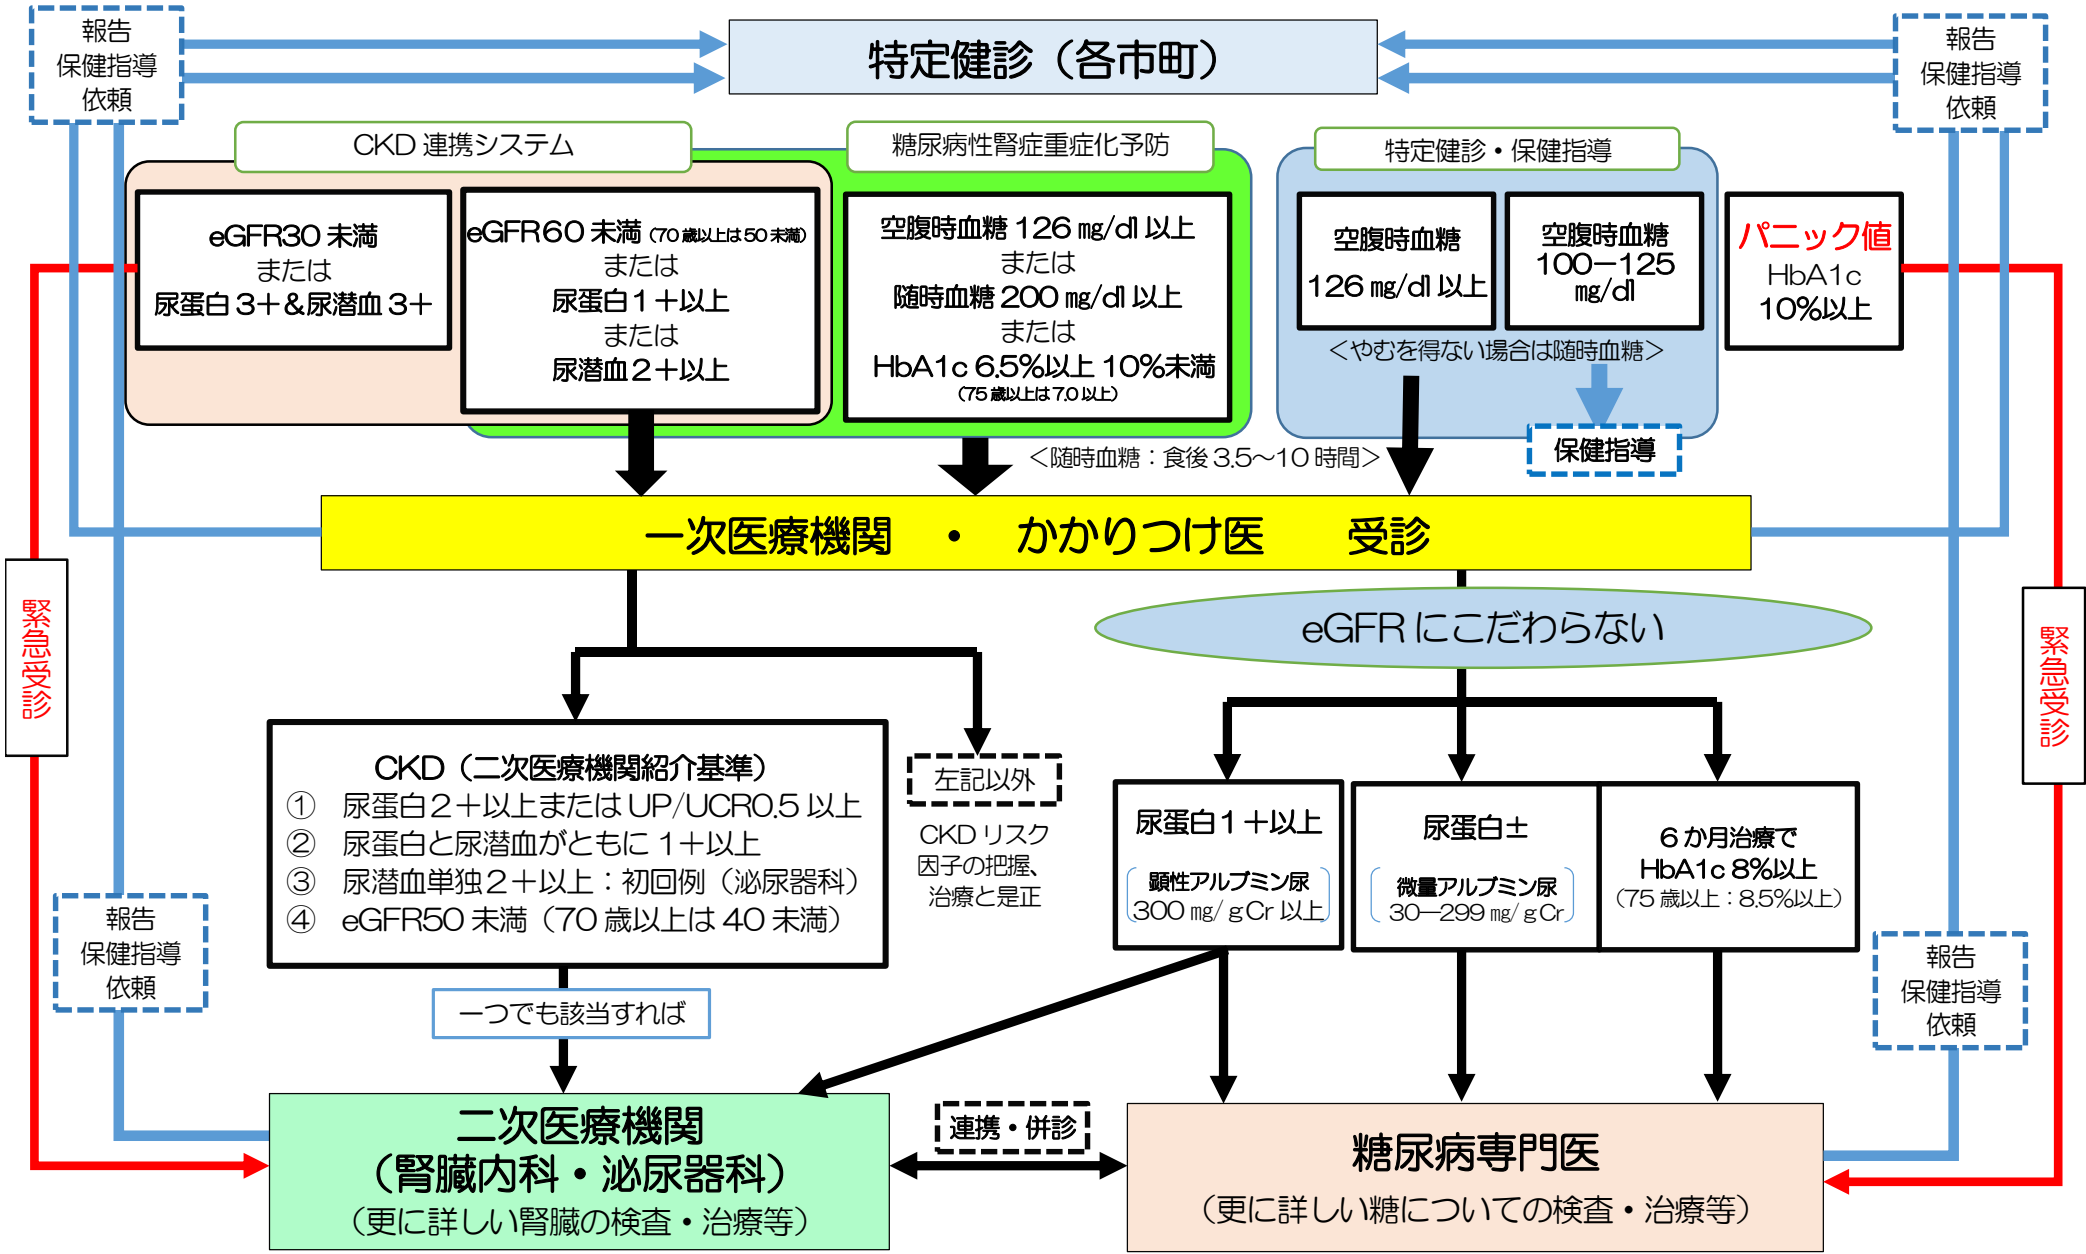 報告
保健指導
依頼
特定健診（各市町）
報告
保健指導
依頼
CKD 連携システム
糖尿病性腎症重症化予防
特定健診・保健指導
eGFR30 未満
または
尿蛋白 3＋＆尿潜血 3＋
eGFR60 未満（70 歳以上は 50 未満）
または
尿蛋白１＋以上
または
尿潜血２＋以上
空腹時血糖 126 ㎎/dl 以上
または
随時血糖 200 ㎎/dl 以上
または
HbA1c 6.5%以上 10%未満
（75 歳以上は 7.0 以上）
空腹時血糖
126 ㎎/dl 以上
空腹時血糖
100－125
㎎/dl
＜やむを得ない場合は随時血糖＞
パニック値
HbA1c
10%以上
保健指導
＜随時血糖：食後 3.5～10 時間＞
一次医療機関　・　かかりつけ医　　受診
緊急受診
eGFR にこだわらない
緊急受診
CKD（二次医療機関紹介基準）
①　尿蛋白２＋以上または UP/UCR0.5 以上
②　尿蛋白と尿潜血がともに 1＋以上
③　尿潜血単独２＋以上：初回例（泌尿器科）
④　eGFR50 未満（70 歳以上は 40 未満）
左記以外
CKD リスク
因子の把握、
治療と是正
尿蛋白１＋以上
顕性アルブミン尿
300 ㎎/ｇCr 以上
尿蛋白±
微量アルブミン尿
30―299 ㎎/ｇCr
６か月治療で
HbA1c 8%以上
（75 歳以上：8.5%以上）
報告
保健指導
依頼
報告
保健指導
依頼
一つでも該当すれば
二次医療機関
（腎臓内科・泌尿器科）
（更に詳しい腎臓の検査・治療等）
連携・併診
糖尿病専門医
（更に詳しい糖についての検査・治療等）